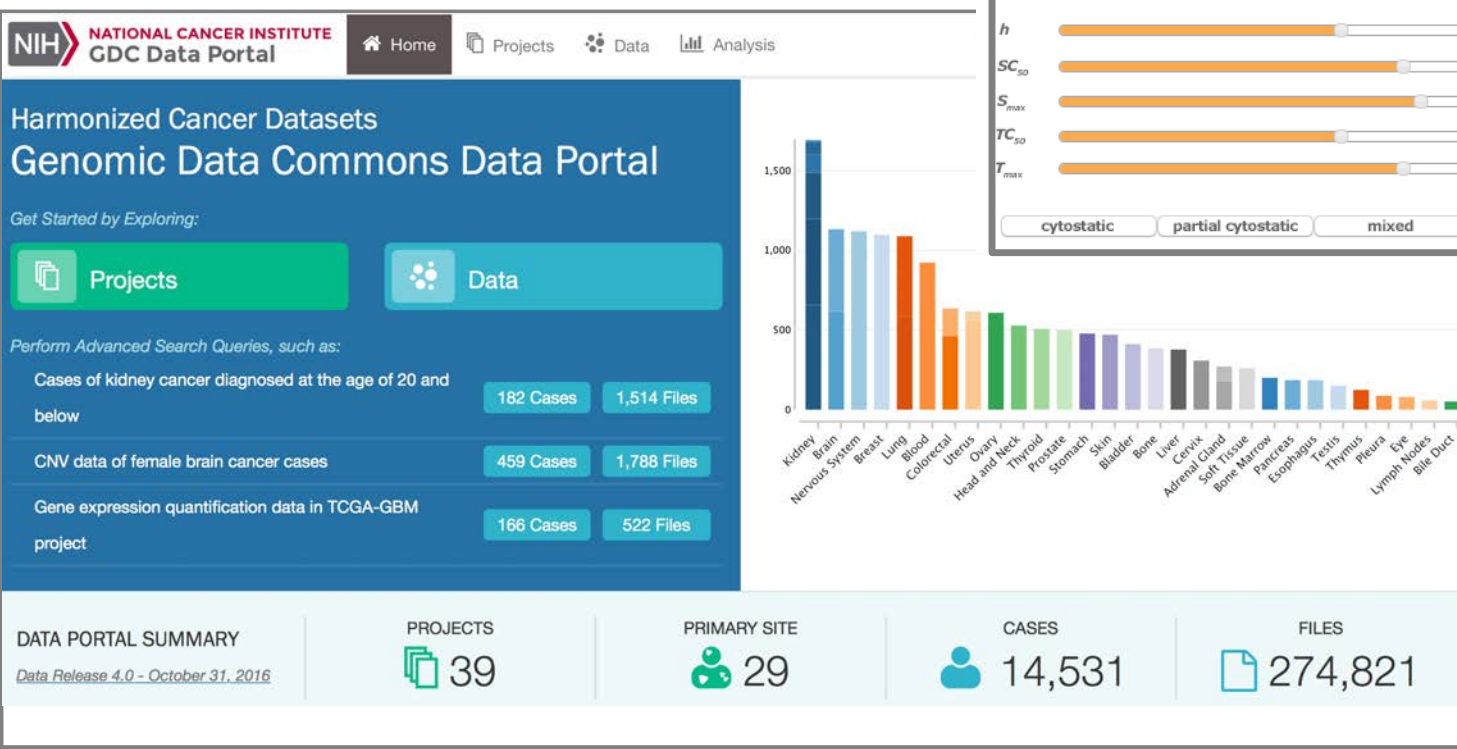 NIH NATIONAL CANCER INSTITUTE
GDC Data Portal
Home
Projects
Data
Analysis
Harmonized Cancer Datasets
Genomic Data Commons Data Portal
Get Started by Exploring:
Projects
Data
Perform Advanced Search Queries, such as:
Cases of kidney cancer diagnosed at the age of 20 and
below
182 Cases
1,514 Files
CNV data of female brain cancer cases
459 Cases
1,788 Files
Gene expression quantification data in TCGA-GBM
project
166 Cases
522 Files
h
SC50
Smax
TC50
Tmax
cytostatic
partial cytostatic
mixed
1,500
1,000
500
0
Kidney
Brain
Nervous System
Breast
Lung
Blood
Colorectal
Uterus
Ovary
Head and Neck
Thyroid
Prostate
Stomach
Skin
Bladder
Bone
Liver
Cervix
Adrenal Gland
Soft Tissue
Bone Marrow
Pancreas
Esophagus
Testis
Thymus
Pleura
Eye
Lymph Nodes
Bile Duct
DATA PORTAL SUMMARY
Data Release 4.0 - October 31, 2016
PROJECTS
39
PRIMARY SITE
29
CASES
14,531
FILES
274,821